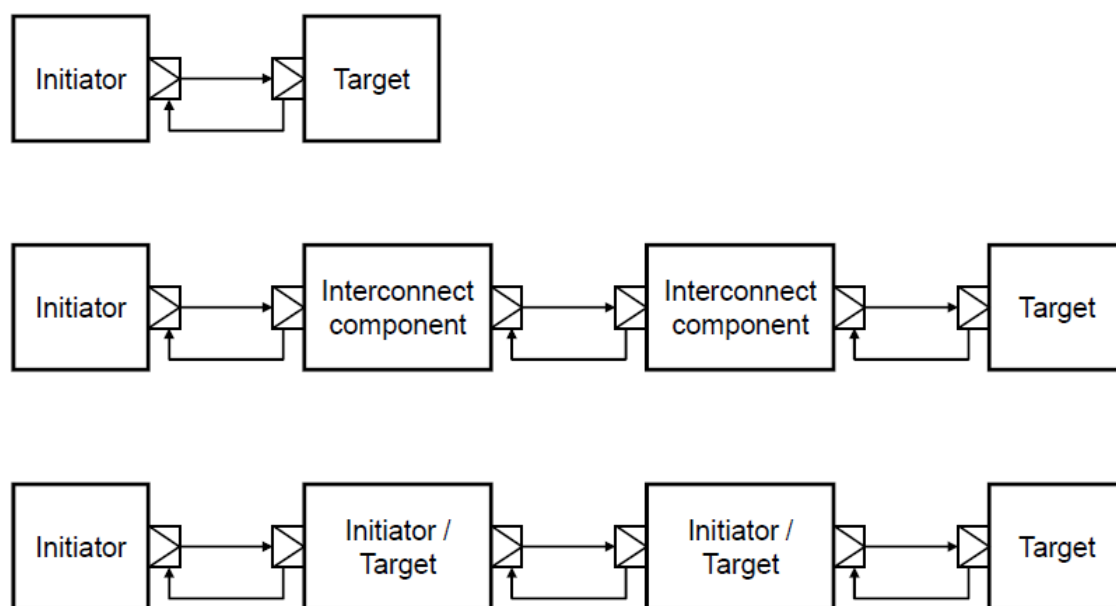 Initiator
Target
Initiator
Interconnect
component
Interconnect
component
Target
Initiator
Initiator /
Target
Initiator /
Target
Target